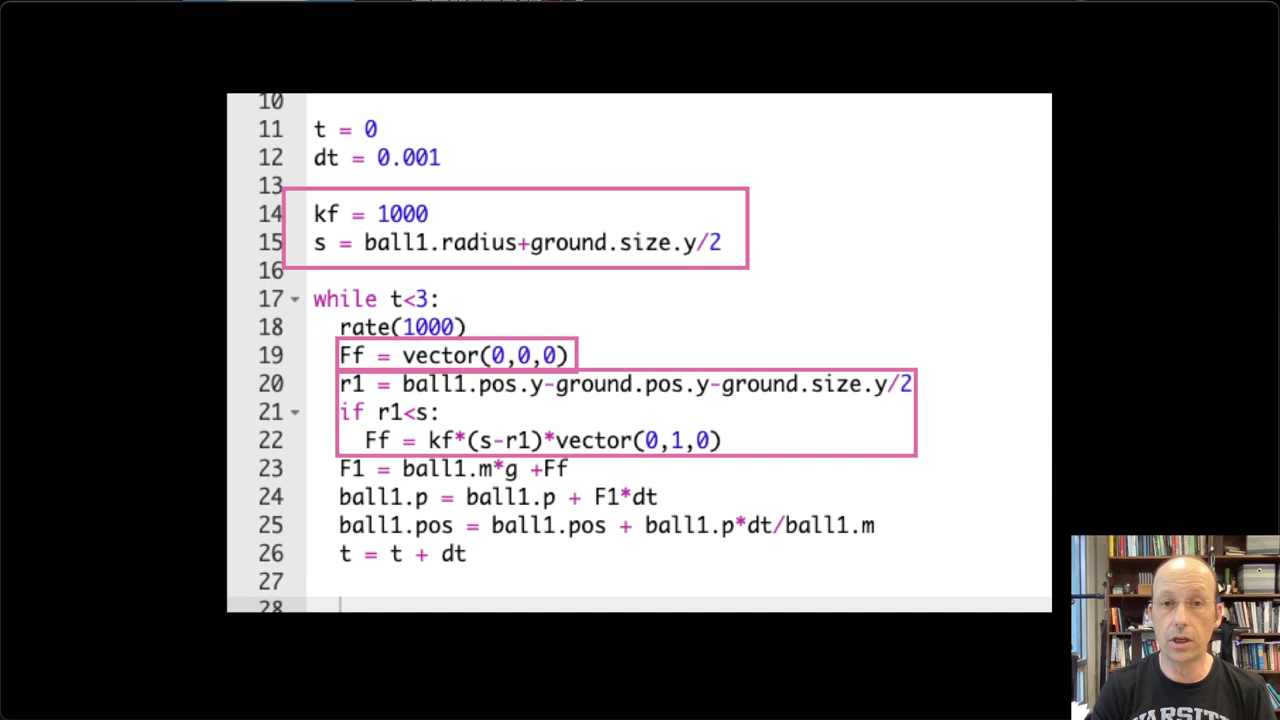 10
11 t = 0
12 dt = 0.001
13
14 kf = 1000
15 s = ball1.radius+ground.size.y/2
16
17 while t<3:
18 rate(1000)
19 Ff = vector(0,0,0)
20 r1 = ball1.pos.y-ground.pos.y-ground.size.y/2
21 if r1<s:
22 Ff = kf*(s-r1)*vector(0,1,0)
23 F1 = ball1.m*g +Ff
24 ball1.p = ball1.p + F1*dt
25 ball1.pos = ball1.pos + ball1.p*dt/ball1.m
26 t = t + dt
27
28